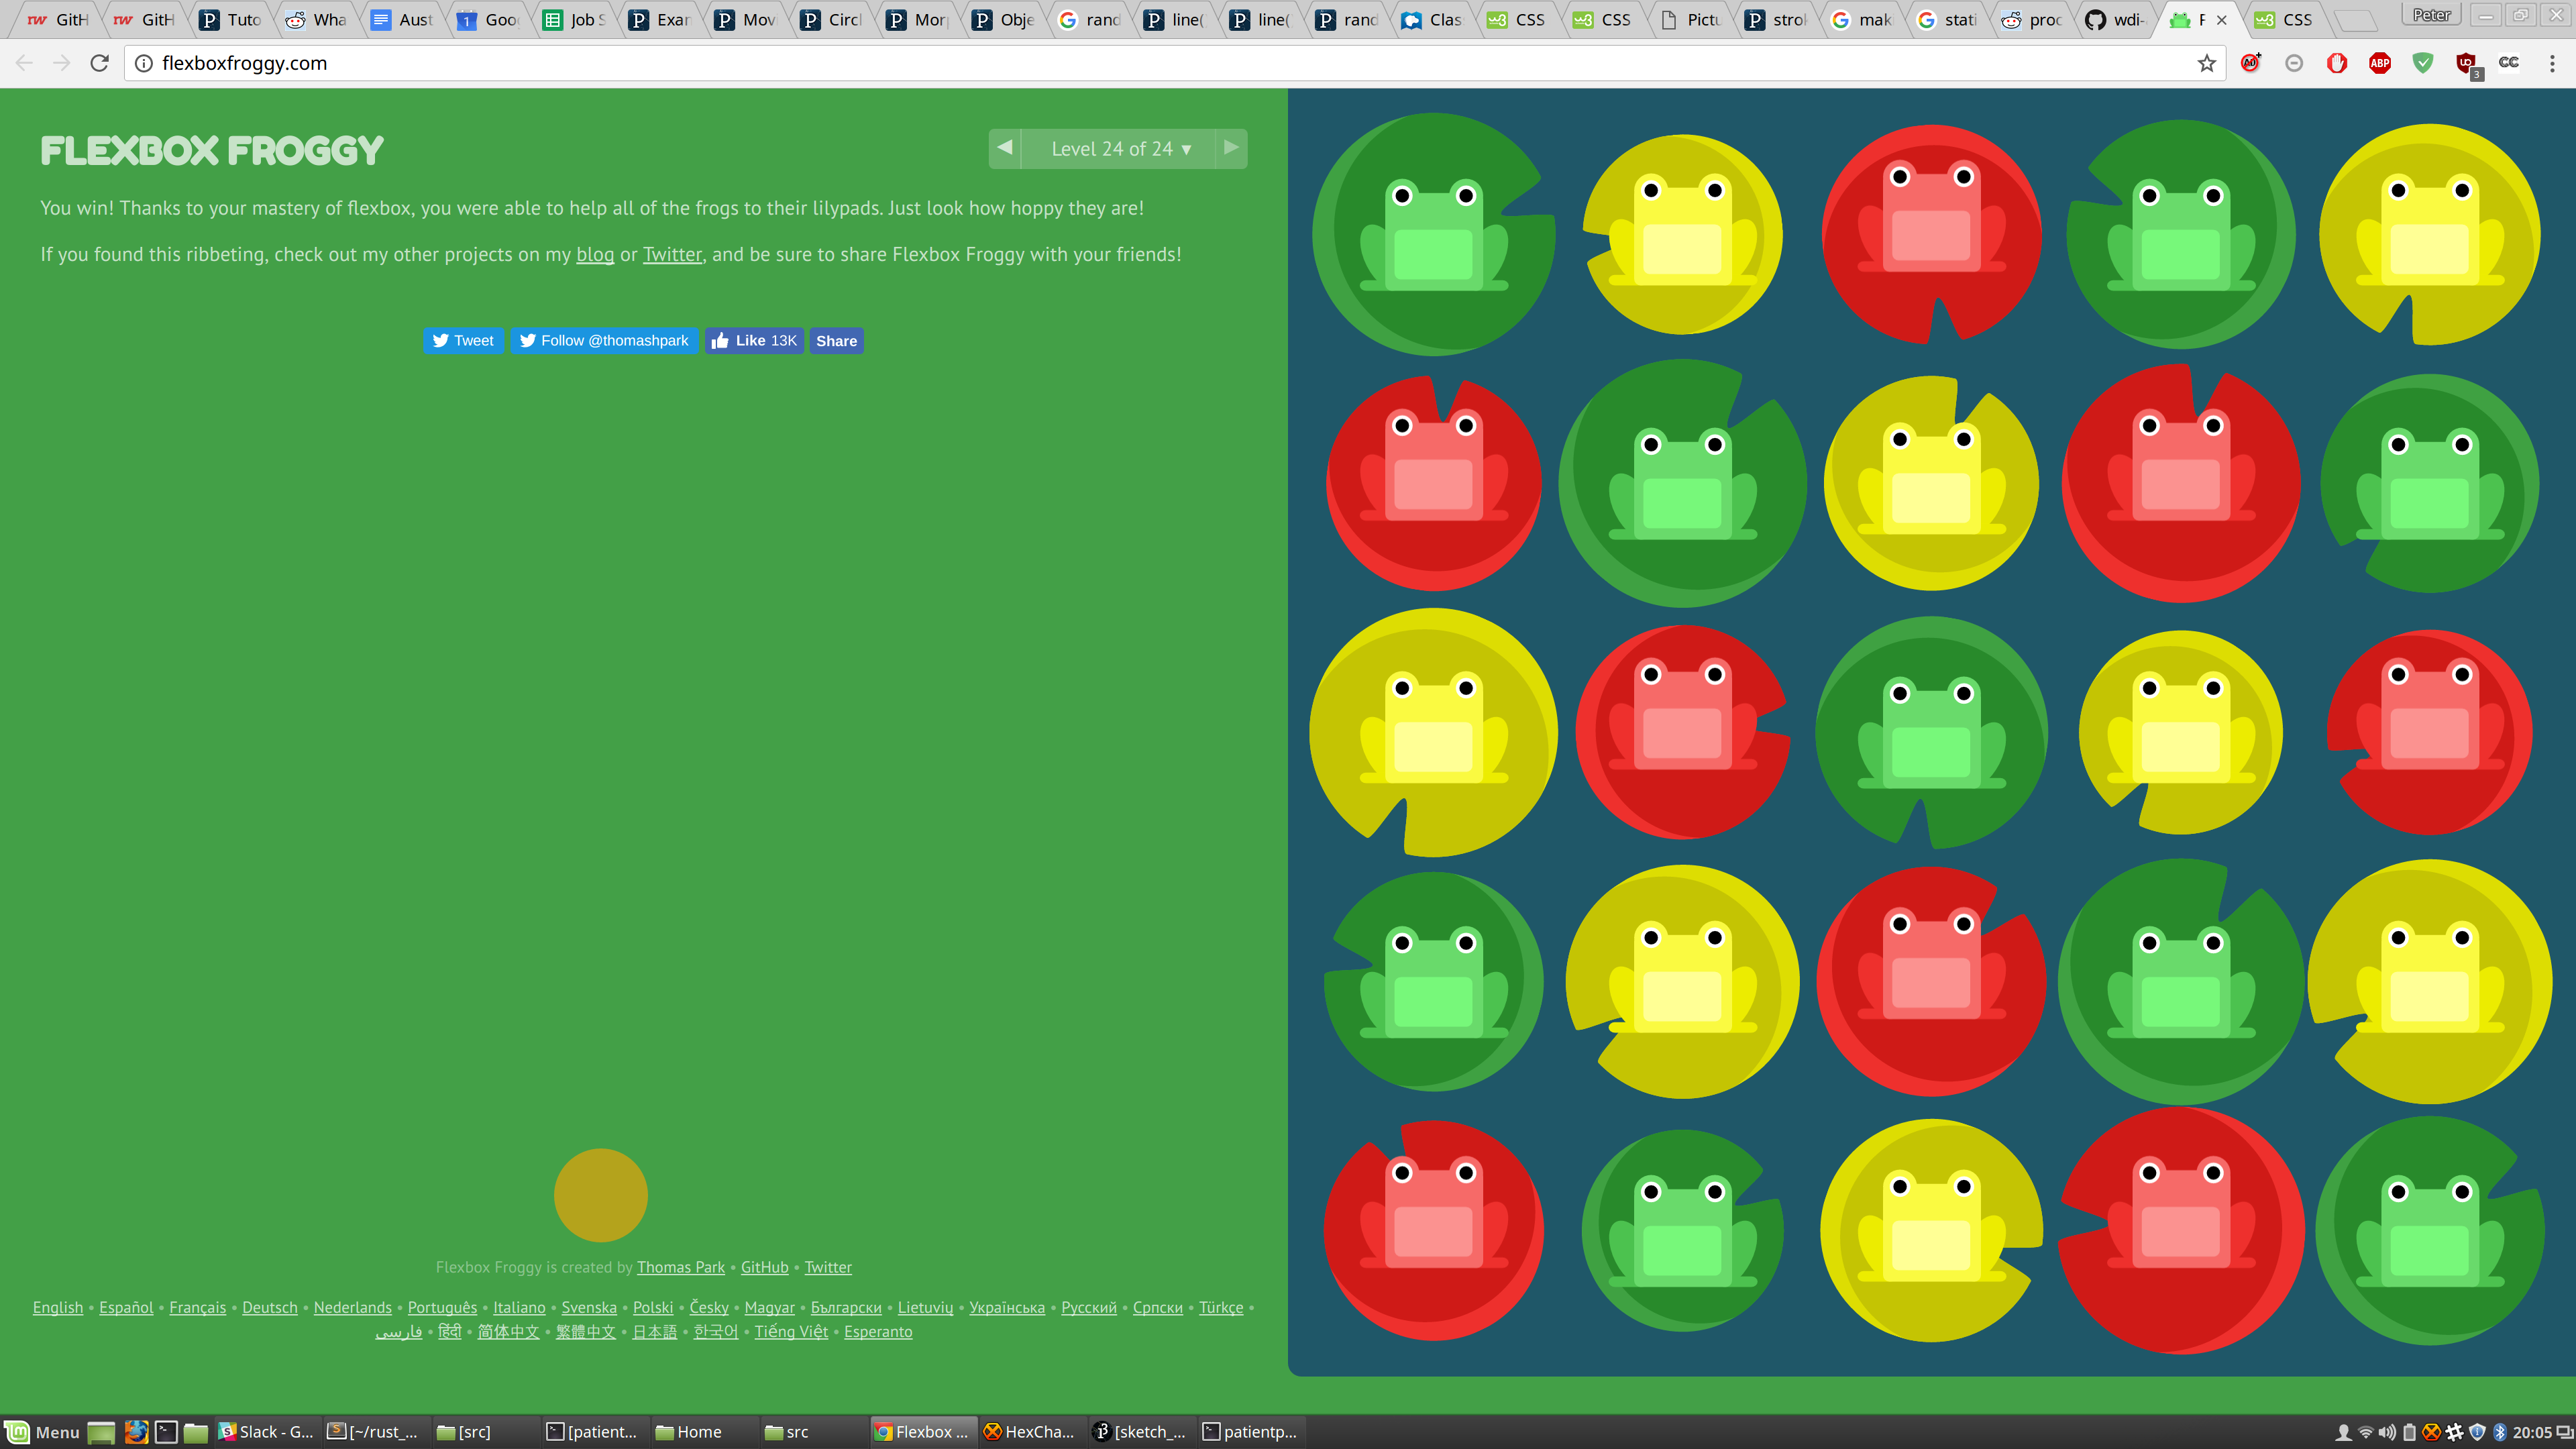 GitH GitH Tuto Wha Aust Goo Job S Exar Mov Circl Mor Obje rand line( line( rand Clas CSS CSS Pictu stro mak stati proc wdi- F CSS Peter
flexboxfroggy.com
ABP 3 CC
FLEXBOX FROGGY
◀ Level 24 of 24 ▼ ▶
You win! Thanks to your mastery of flexbox, you were able to help all of the frogs to their lilypads. Just look how hoppy they are!
If you found this ribbeting, check out my other projects on my blog or Twitter, and be sure to share Flexbox Froggy with your friends!
Tweet Follow @thomashpark Like 13K Share
Flexbox Froggy is created by Thomas Park • GitHub • Twitter
English • Español • Français • Deutsch • Nederlands • Português • Italiano • Svenska • Polski • Česky • Magyar • Български • Lietuvių • Українська • Русский • Српски • Türkçe •
فارسی • हिंदी • 简体中文 • 繁體中文 • 日本語 • 한국어 • Tiếng Việt • Esperanto
Menu Slack - G... [~/rust_... [src] [patient... Home src Flexbox ... HexCha... [sketch_... patientp... 20:05